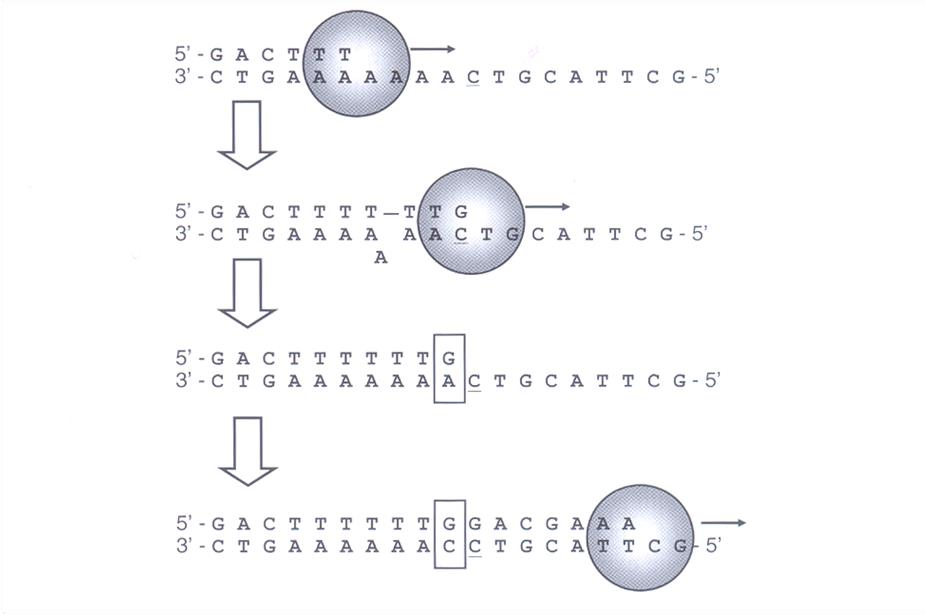 5' - G A C T T T
3' - C T G A A A A A A A C T G C A T T C G - 5'
5' - G A C T T T T — T T G
3' - C T G A A A A A A C T G C A T T C G - 5'
A
5' - G A C T T T T T T G
3' - C T G A A A A A A A C T G C A T T C G - 5'
5' - G A C T T T T T T G G A C G A A A
3' - C T G A A A A A A C C T G C A T T C G - 5'